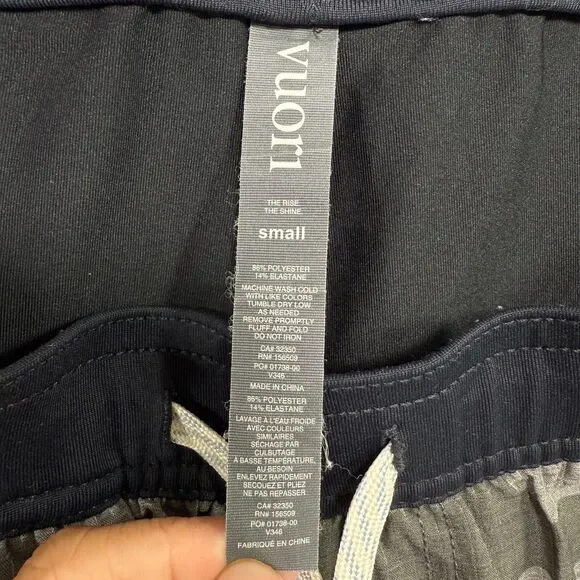 vuori
THE RISE
THE SHINE
small
86% POLYESTER
14% ELASTANE
MACHINE WASH COLD
WITH LIKE COLORS
TUMBLE DRY LOW
AS NEEDED
REMOVE PROMPTLY
FLUFF AND FOLD
DO NOT IRON
CA# 32350
RN# 156509
PO# 01738-00
V346
MADE IN CHINA
86% POLYESTER
14% ELASTANE
LAVAGE À L'EAU FROIDE
AVEC COULEURS
SIMILAIRES
SÉCHAGE PAR
CULBUTAGE
À BASSE TEMPÉRATURE,
AU BESOIN
ENLEVEZ RAPIDEMENT
SECOUEZ ET PLIEZ
NE PAS REPASSER
CA# 32350
RN# 156509
PO# 01738-00
V346
FABRIQUÉ EN CHINE